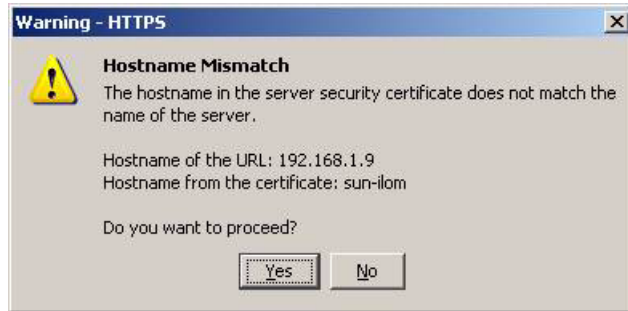 Warning - HTTPS
Hostname Mismatch
The hostname in the server security certificate does not match the
name of the server.
Hostname of the URL: 192.168.1.9
Hostname from the certificate: sun-ilom
Do you want to proceed?
Yes No